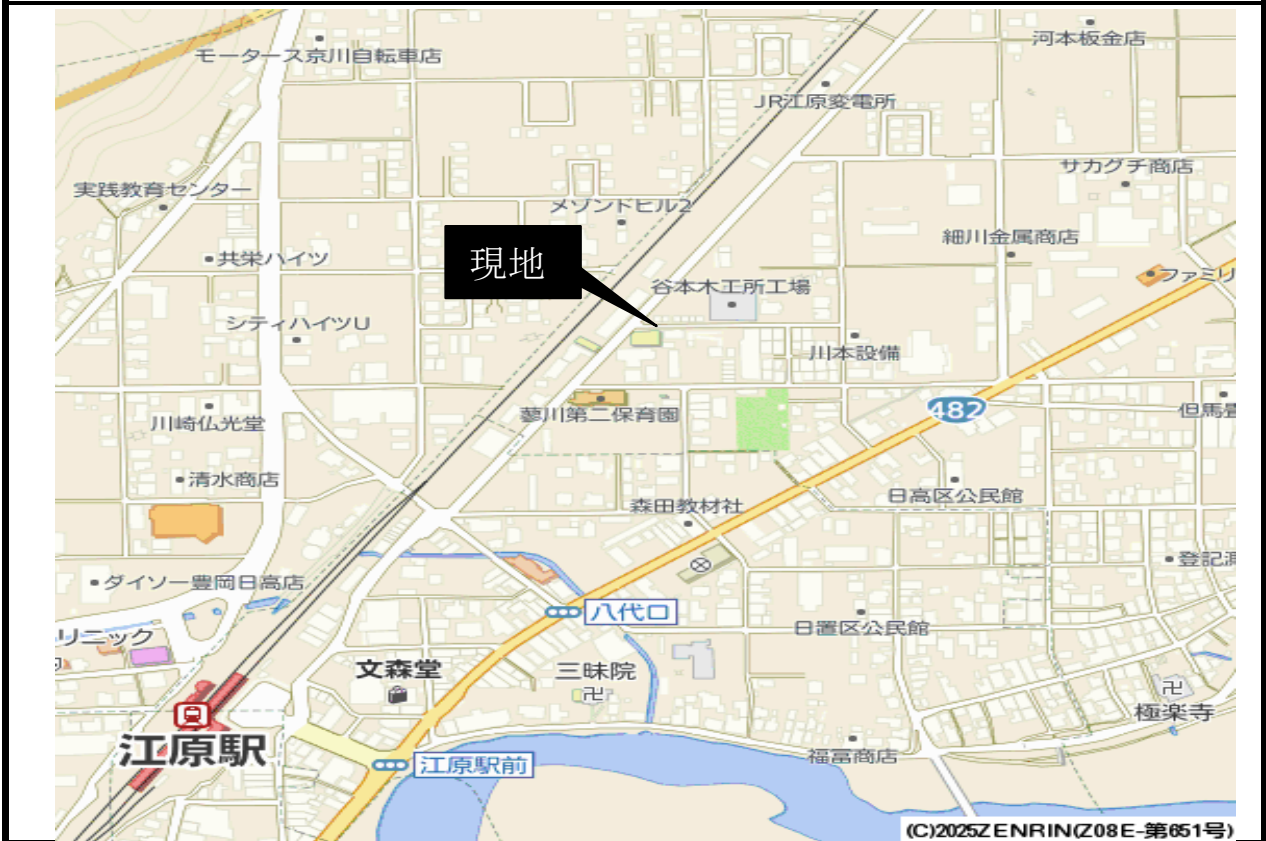 河本板金店
モータース京川自転車店
JR江原変電所
サカグチ商店
実践教育センター
メゾンドヒル2
細川金属商店
共栄ハイツ
現地
ファミリ
谷本木工所工場
シティハイツU
川本設備
482
但馬畳
蓼川第二保育園
川崎仏光堂
清水商店
日高区公民館
森田教材社
登記測
ダイソー豊岡日高店
八代口
日置区公民館
リニック
文森堂
三昧院
極楽寺
江原駅
福冨商店
江原駅前
(C)2025ZENRIN(Z08E-第651号)